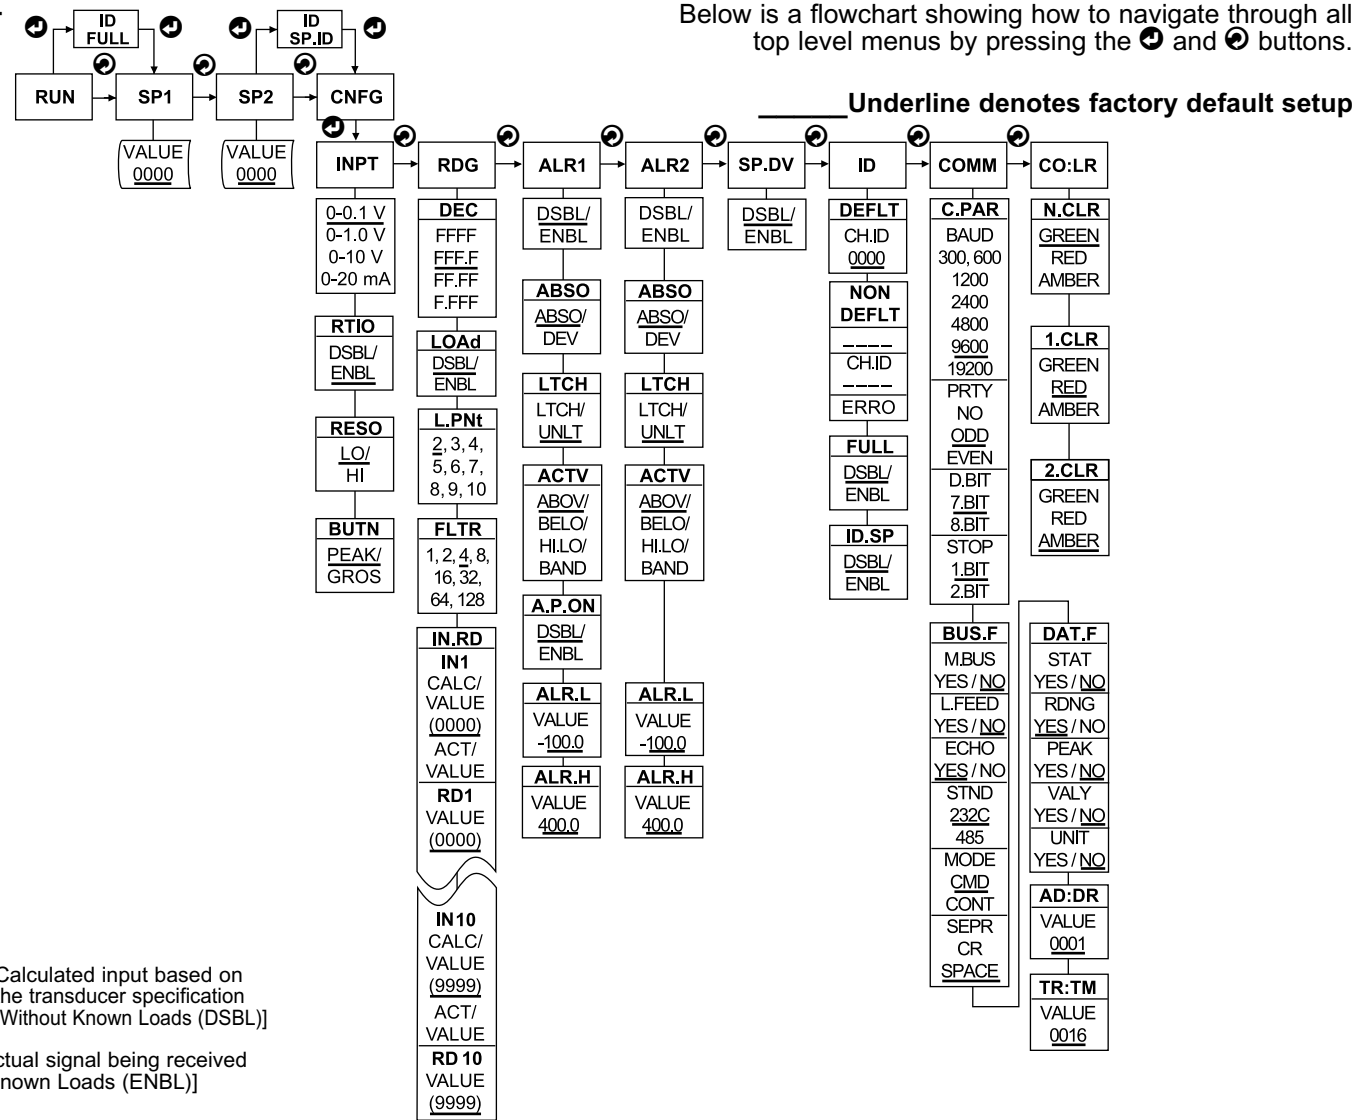 Below is a flowchart showing how to navigate through all
top level menus by pressing the and buttons.
Underline denotes factory default setup
ID
FULL
ID
SP.ID
RUN
SP1
SP2
CNFG
VALUE
0000
VALUE
0000
INPT
RDG
ALR1
ALR2
SP.DV
ID
COMM
CO:LR
0-0.1 V
0-1.0 V
0-10 V
0-20 mA
RTIO
DSBL/
ENBL
RESO
LO/
HI
BUTN
PEAK/
GROS
DEC
FFFF
FFF.F
FF.FF
F.FFF
LOAd
DSBL/
ENBL
L.PNt
2, 3, 4,
5, 6, 7,
8, 9, 10
FLTR
1, 2, 4, 8,
16, 32,
64, 128
IN.RD
IN1
CALC/
VALUE
(0000)
ACT/
VALUE
RD1
VALUE
(0000)
IN10
CALC/
VALUE
(9999)
ACT/
VALUE
RD 10
VALUE
(9999)
DSBL/
ENBL
ABSO
ABSO/
DEV
LTCH
LTCH/
UNLT
ACTV
ABOV/
BELO/
HI.LO/
BAND
A.P.ON
DSBL/
ENBL
ALR.L
VALUE
-100.0
ALR.H
VALUE
400.0
DSBL/
ENBL
ABSO
ABSO/
DEV
LTCH
LTCH/
UNLT
ACTV
ABOV/
BELO/
HI.LO/
BAND
ALR.L
VALUE
-100.0
ALR.H
VALUE
400.0
DSBL/
ENBL
DEFLT
CH.ID
0000
NON
DEFLT
____
CH.ID
____
ERRO
FULL
DSBL/
ENBL
ID.SP
DSBL/
ENBL
C.PAR
BAUD
300, 600
1200
2400
4800
9600
19200
PRTY
NO
ODD
EVEN
D.BIT
7.BIT
8.BIT
STOP
1.BIT
2.BIT
BUS.F
M.BUS
YES / NO
L.FEED
YES / NO
ECHO
YES / NO
STND
232C
485
MODE
CMD
CONT
SEPR
CR
SPACE
N.CLR
GREEN
RED
AMBER
1.CLR
GREEN
RED
AMBER
2.CLR
GREEN
RED
AMBER
DAT.F
STAT
YES / NO
RDNG
YES / NO
PEAK
YES / NO
VALY
YES / NO
UNIT
YES / NO
AD:DR
VALUE
0001
TR:TM
VALUE
0016
Calculated input based on
he transducer specification
Without Known Loads (DSBL)]
ctual signal being received
nown Loads (ENBL)]